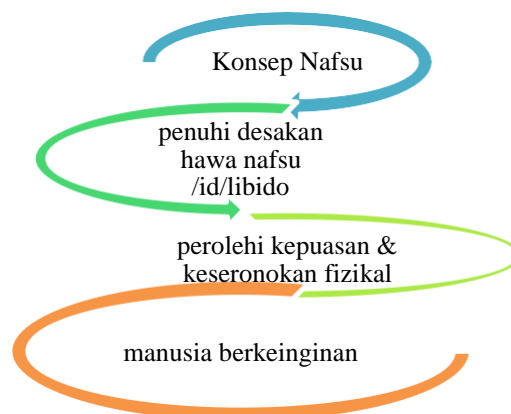 Konsep Nafsu
penuhi desakan
hawa nafsu
/id/libido
perolehi kepuasan &
keseronokan fizikal
manusia berkeinginan